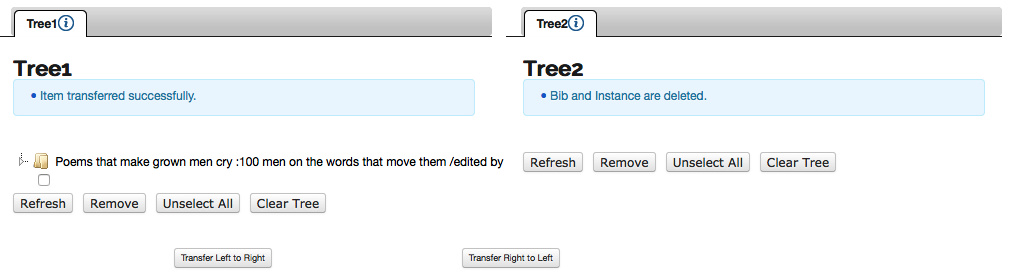 Tree1
Tree2
Tree1
Tree2
• Item transferred successfully.
• Bib and Instance are deleted.
Poems that make grown men cry :100 men on the words that move them /edited by
Refresh Remove Unselect All Clear Tree
Refresh Remove Unselect All Clear Tree
Transfer Left to Right
Transfer Right to Left